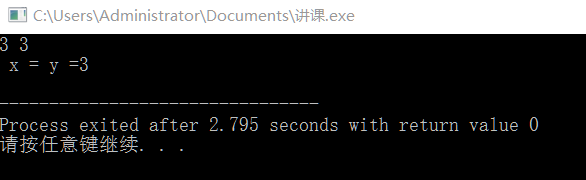 C:\Users\Administrator\Documents\讲课.exe
3 3
 x = y =3
--------------------------------
Process exited after 2.795 seconds with return value 0
请按任意键继续. . .